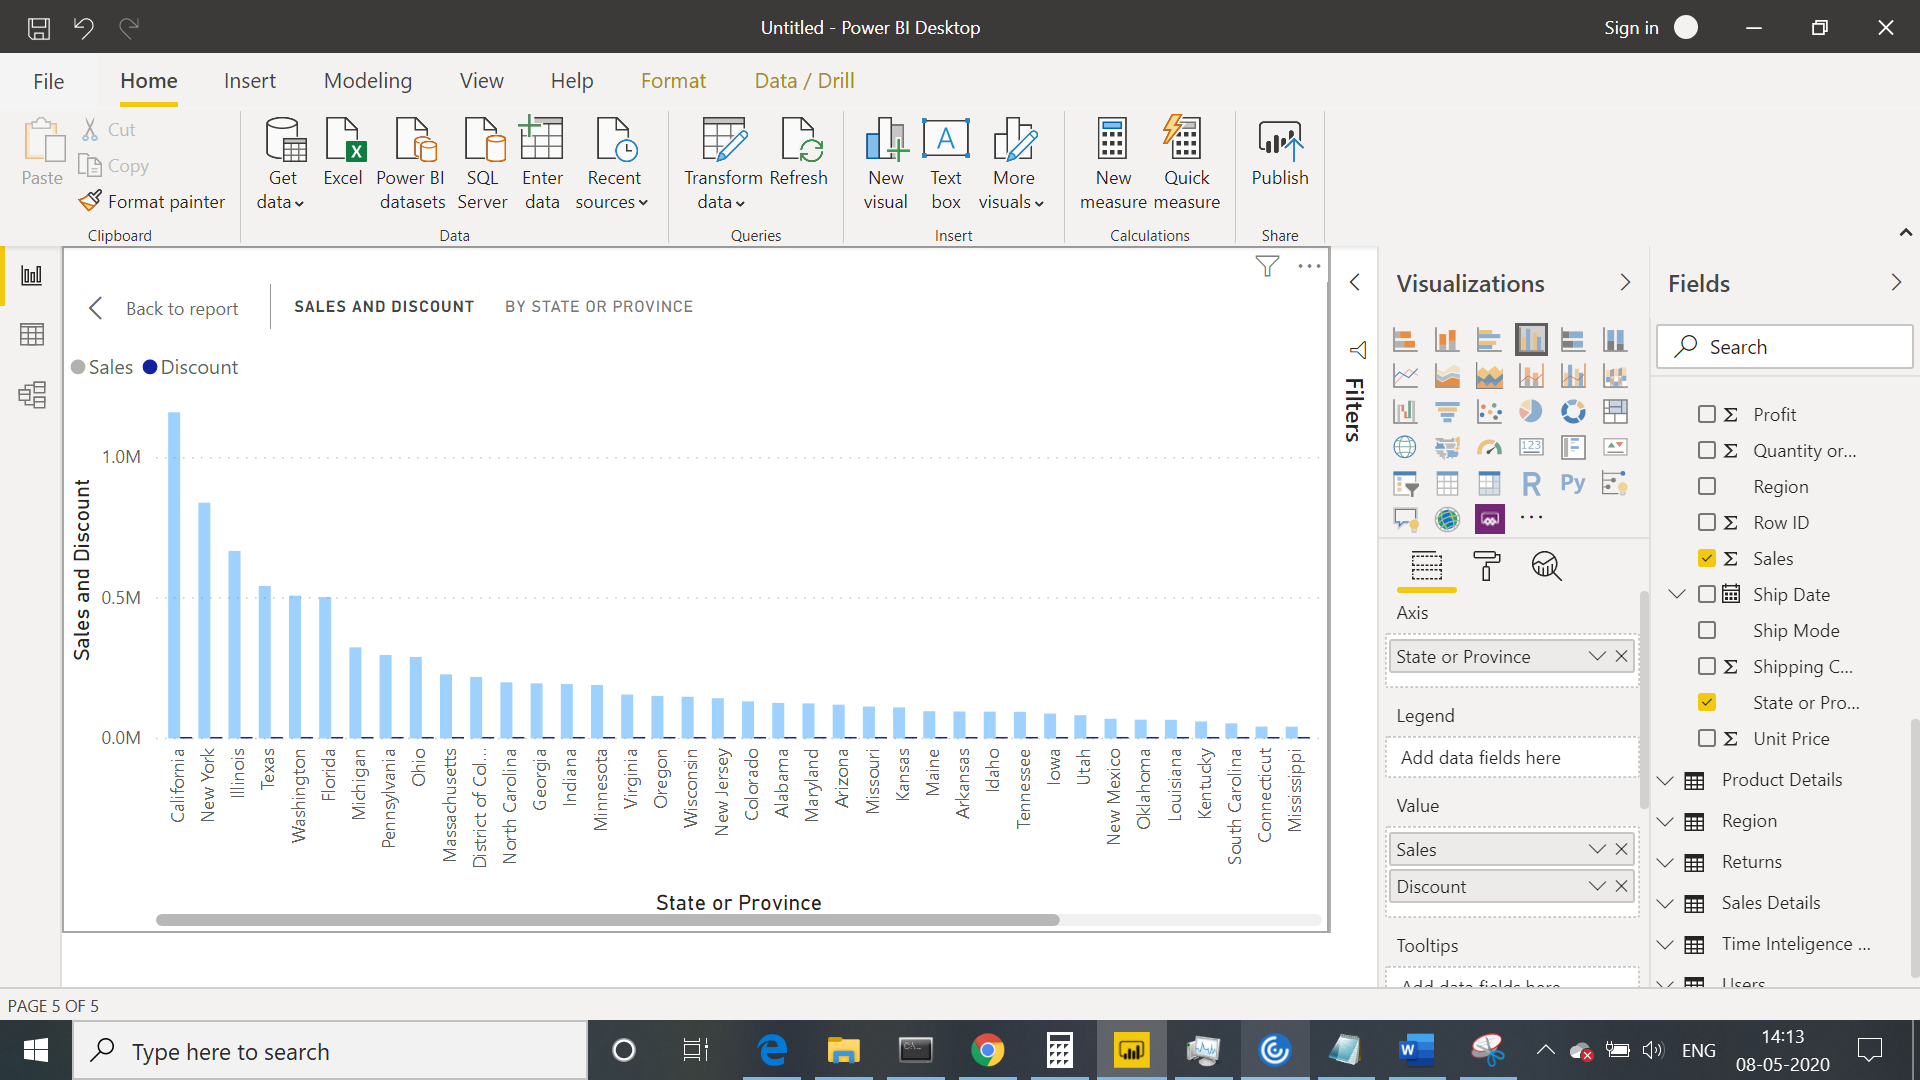 Untitled - Power BI Desktop
Sign in
File
Home
Insert
Modeling
View
Help
Format
Data / Drill
Paste
Cut
Copy
Format painter
Clipboard
Get data
Excel
Power BI datasets
SQL Server
Enter data
Recent sources
Data
Transform data
Refresh
Queries
New visual
Text box
More visuals
Insert
New measure
Quick measure
Calculations
Publish
Share
Back to report
SALES AND DISCOUNT
BY STATE OR PROVINCE
Sales
Discount
Sales and Discount
1.0M
0.5M
0.0M
California
New York
Illinois
Texas
Washington
Florida
Michigan
Pennsylvania
Ohio
Massachusetts
District of Col...
North Carolina
Georgia
Indiana
Minnesota
Virginia
Oregon
Wisconsin
New Jersey
Colorado
Alabama
Maryland
Arizona
Missouri
Kansas
Maine
Arkansas
Idaho
Tennessee
Iowa
Utah
New Mexico
Oklahoma
Louisiana
Kentucky
South Carolina
Connecticut
Mississippi
State or Province
Filters
Visualizations
123
R
Py
Axis
State or Province
Legend
Add data fields here
Value
Sales
Discount
Tooltips
Add data fields here
Fields
Search
Profit
Quantity or...
Region
Row ID
Sales
Ship Date
Ship Mode
Shipping C...
State or Pro...
Unit Price
Product Details
Region
Returns
Sales Details
Time Inteligence ...
Users
PAGE 5 OF 5
Type here to search
ENG
14:13
08-05-2020